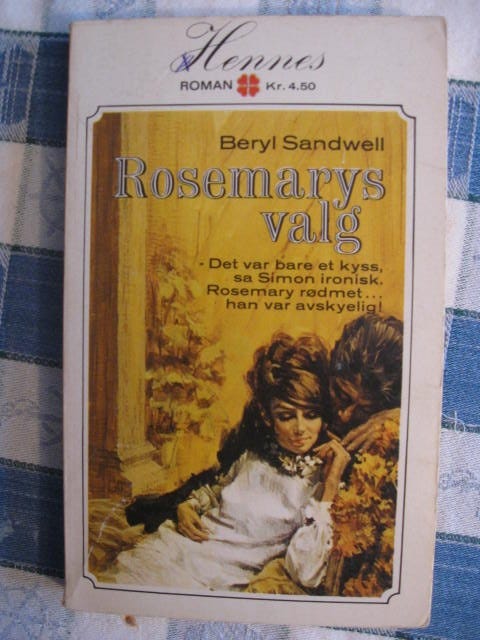 Hennes
ROMAN Kr. 4.50
Beryl Sandwell
Rosemarys
valg
- Det var bare et kyss,
sa Simon ironisk.
Rosemary rødmet...
han var avskyelig!